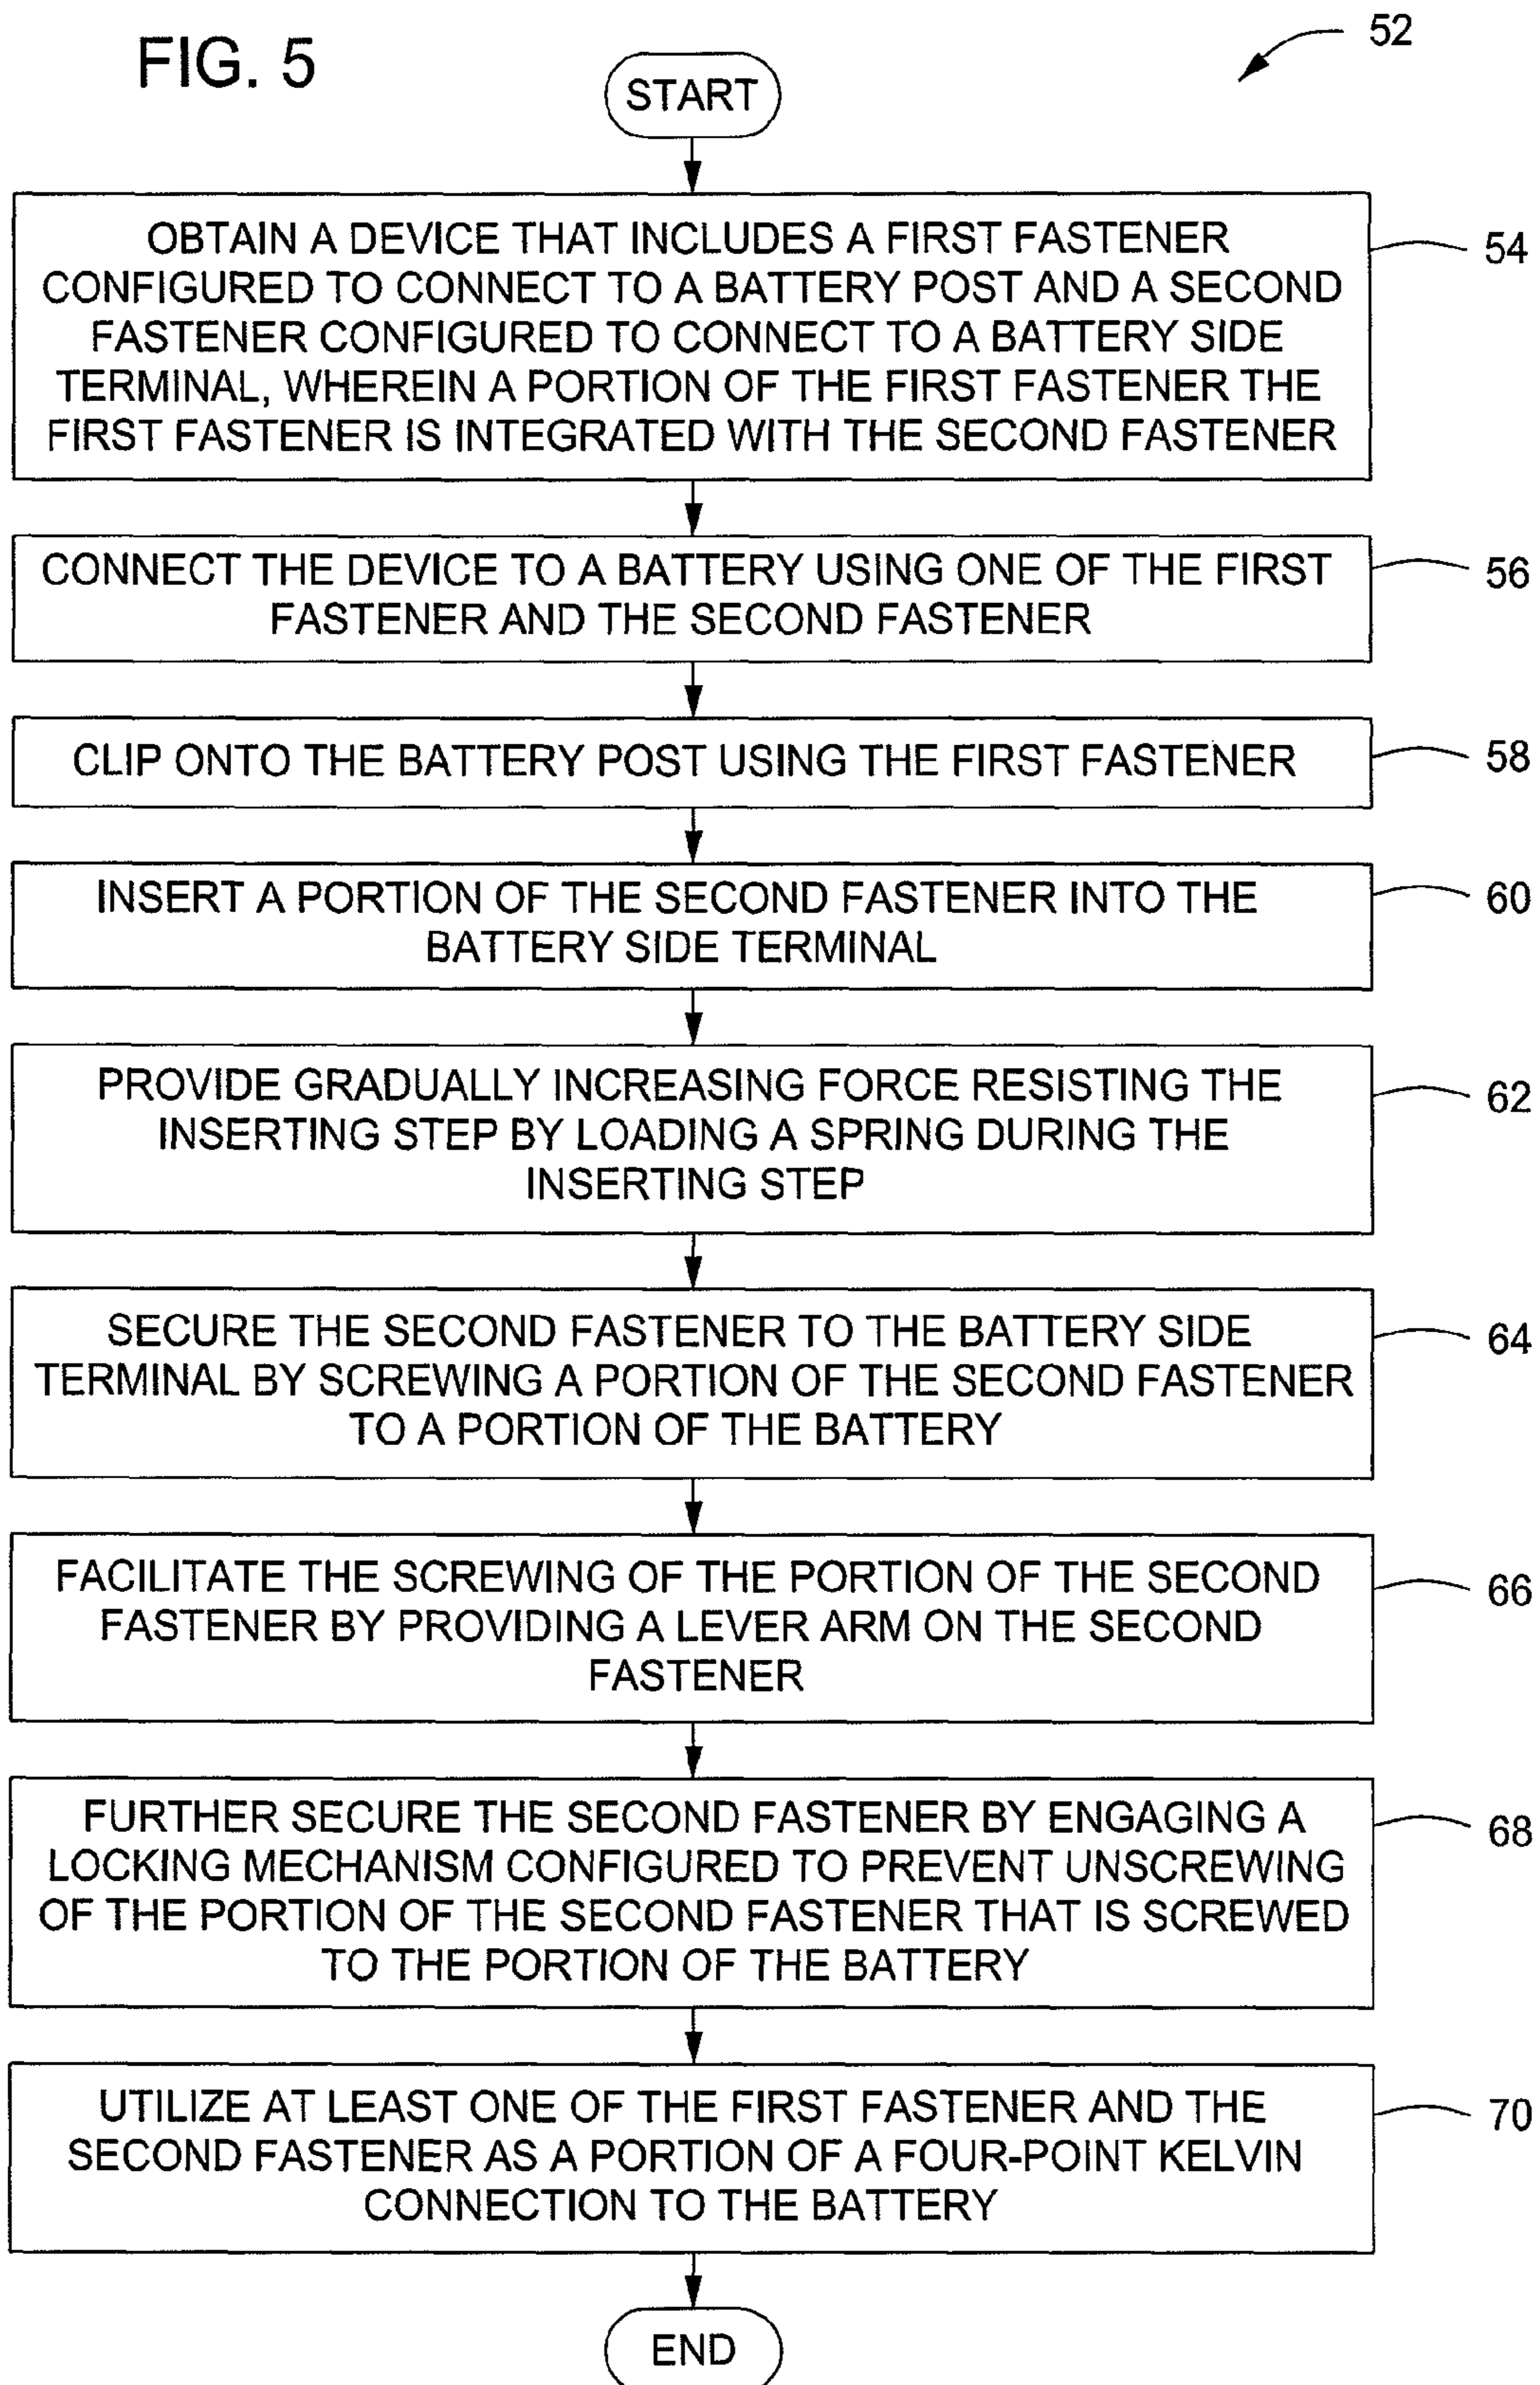 FIG. 5
52
START
OBTAIN A DEVICE THAT INCLUDES A FIRST FASTENER
CONFIGURED TO CONNECT TO A BATTERY POST AND A SECOND
FASTENER CONFIGURED TO CONNECT TO A BATTERY SIDE
TERMINAL, WHEREIN A PORTION OF THE FIRST FASTENER THE
FIRST FASTENER IS INTEGRATED WITH THE SECOND FASTENER
54
CONNECT THE DEVICE TO A BATTERY USING ONE OF THE FIRST
FASTENER AND THE SECOND FASTENER
56
CLIP ONTO THE BATTERY POST USING THE FIRST FASTENER
58
INSERT A PORTION OF THE SECOND FASTENER INTO THE
BATTERY SIDE TERMINAL
60
PROVIDE GRADUALLY INCREASING FORCE RESISTING THE
INSERTING STEP BY LOADING A SPRING DURING THE
INSERTING STEP
62
SECURE THE SECOND FASTENER TO THE BATTERY SIDE
TERMINAL BY SCREWING A PORTION OF THE SECOND FASTENER
TO A PORTION OF THE BATTERY
64
FACILITATE THE SCREWING OF THE PORTION OF THE SECOND
FASTENER BY PROVIDING A LEVER ARM ON THE SECOND
FASTENER
66
FURTHER SECURE THE SECOND FASTENER BY ENGAGING A
LOCKING MECHANISM CONFIGURED TO PREVENT UNSCREWING
OF THE PORTION OF THE SECOND FASTENER THAT IS SCREWED
TO THE PORTION OF THE BATTERY
68
UTILIZE AT LEAST ONE OF THE FIRST FASTENER AND THE
SECOND FASTENER AS A PORTION OF A FOUR-POINT KELVIN
CONNECTION TO THE BATTERY
70
END